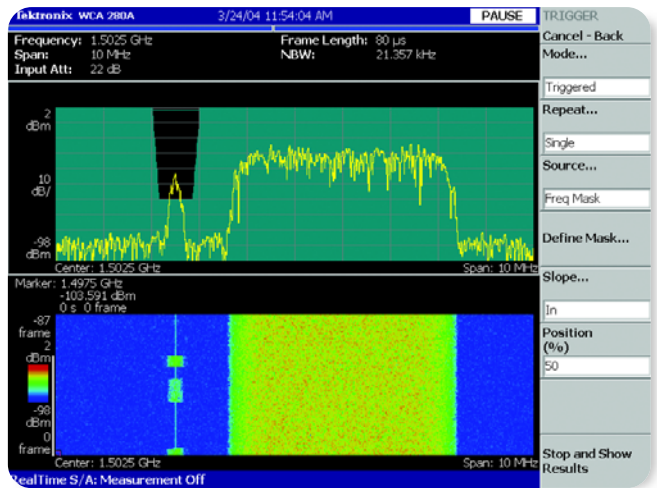 Tektronix WCA 280A 3/24/04 11:54:04 AM PAUSE
Frequency: 1.5025 GHz Frame Length: 80 µs
Span: 10 MHz NBW: 21.357 kHz
Input Att: 22 dB
2
dBm
10
dB/
-98
dBm
Center: 1.5025 GHz Span: 10 MHz
Marker: 1.4975 GHz
-103.591 dBm
0 s 0 frame
-87
frame
2
dBm
-98
dBm
0
frame
Center: 1.5025 GHz Span: 10 MHz
RealTime S/A: Measurement Off
TRIGGER
Cancel - Back
Mode...
Triggered
Repeat...
Single
Source...
Freq Mask
Define Mask...
Slope...
In
Position
(%)
50
Stop and Show
Results